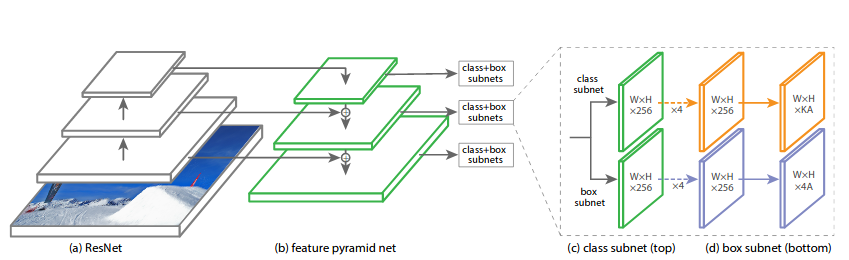 class+box
subnets
class+box
subnets
class+box
subnets
class
subnet
box
subnet
W×H
×256
×4
W×H
×256
W×H
×KA
W×H
×256
×4
W×H
×256
W×H
×4A
+
+
(a) ResNet
(b) feature pyramid net
(c) class subnet (top)
(d) box subnet (bottom)